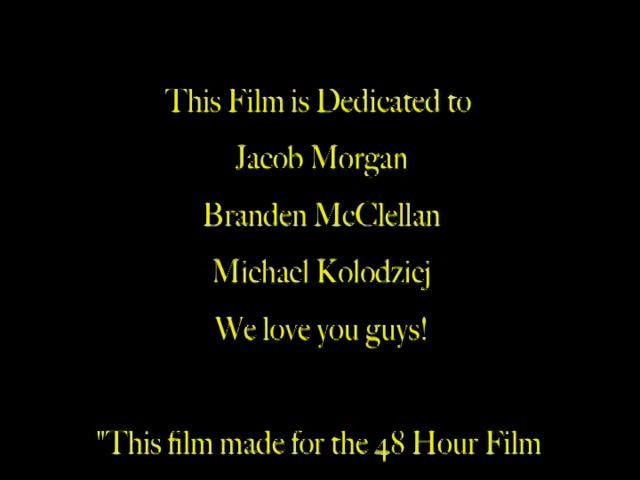 This Film is Dedicated to
Jacob Morgan
Branden McClellan
Michael Kolodziej
We love you guys!
"This film made for the 48 Hour Film